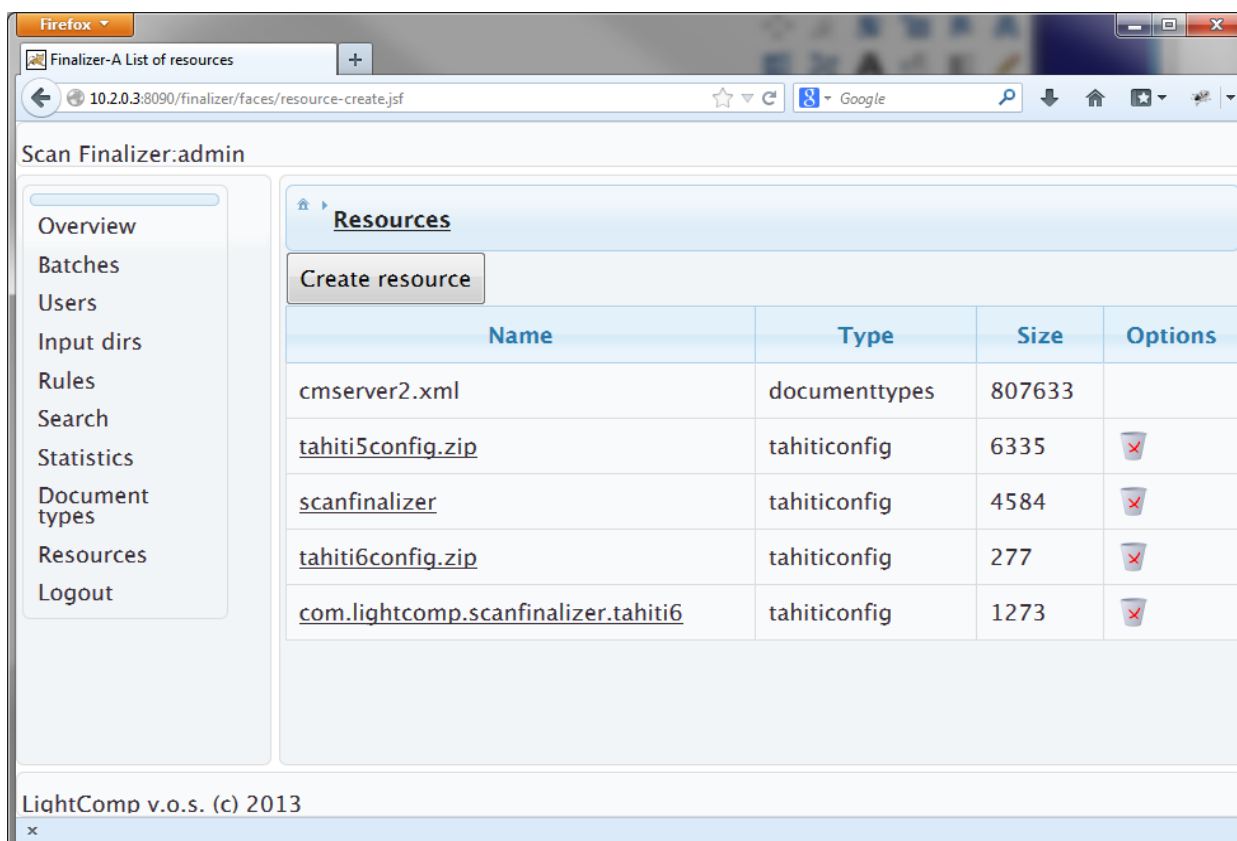 Firefox
Finalizer-A List of resources
10.2.0.3:8090/finalizer/faces/resource-create.jsf
Google
Scan Finalizer:admin
Overview
Batches
Users
Input dirs
Rules
Search
Statistics
Document
types
Resources
Logout
Resources
Create resource
Name Type Size Options
cmserver2.xml documenttypes 807633
tahiti5config.zip tahiticonfig 6335
scanfinalizer tahiticonfig 4584
tahiti6config.zip tahiticonfig 277
com.lightcomp.scanfinalizer.tahiti6 tahiticonfig 1273
LightComp v.o.s. (c) 2013